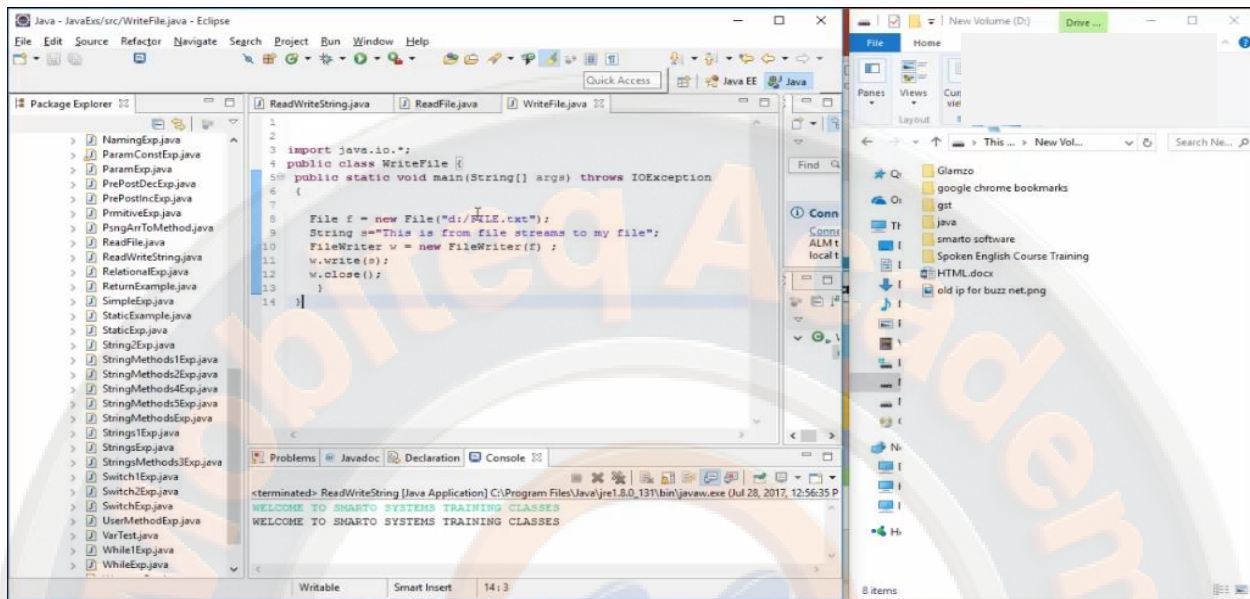 Java - JavaExs/src/WriteFile.java - Eclipse
File Edit Source Refactor Navigate Search Project Run Window Help
Quick Access
Java EE
Java
Package Explorer
NamingExp.java
ParamConstExp.java
ParamExp.java
PrePostDecExp.java
PrePostIncExp.java
PrmitiveExp.java
PsngArrToMethod.java
ReadFile.java
ReadWriteString.java
RelationalExp.java
ReturnExample.java
SimpleExp.java
StaticExample.java
StaticExp.java
String2Exp.java
StringMethods1Exp.java
StringMethods2Exp.java
StringMethods4Exp.java
StringMethods5Exp.java
StringMethodsExp.java
Strings1Exp.java
StringsExp.java
StringsMethods3Exp.java
Switch1Exp.java
Switch2Exp.java
SwitchExp.java
UserMethodExp.java
VarTest.java
While1Exp.java
WhileExp.java
ReadWriteString.java
ReadFile.java
WriteFile.java
1
2
3 import java.io.*;
4 public class WriteFile {
5 public static void main(String[] args) throws IOException
6 {
7
8 File f = new File("d:/FILE.txt");
9 String s="This is from file streams to my file";
10 FileWriter w = new FileWriter(f) ;
11 w.write(s);
12 w.close();
13 }
14 }
Find
Conn
Conne
ALM t
local t
Problems Javadoc Declaration Console
<terminated> ReadWriteString [Java Application] C:\Program Files\Java\jre1.8.0_131\bin\javaw.exe (Jul 28, 2017, 12:56:35 P
WELCOME TO SMARTO SYSTEMS TRAINING CLASSES
WELCOME TO SMARTO SYSTEMS TRAINING CLASSES
Writable Smart Insert 14 : 3
New Volume (D:)
Drive ...
File Home
Panes
Views
Layout
This ... > New Vol...
Search Ne...
Glamzo
google chrome bookmarks
gst
java
smarto software
Spoken English Course Training
HTML.docx
old ip for buzz net.png
8 items
Mobiteq Academ